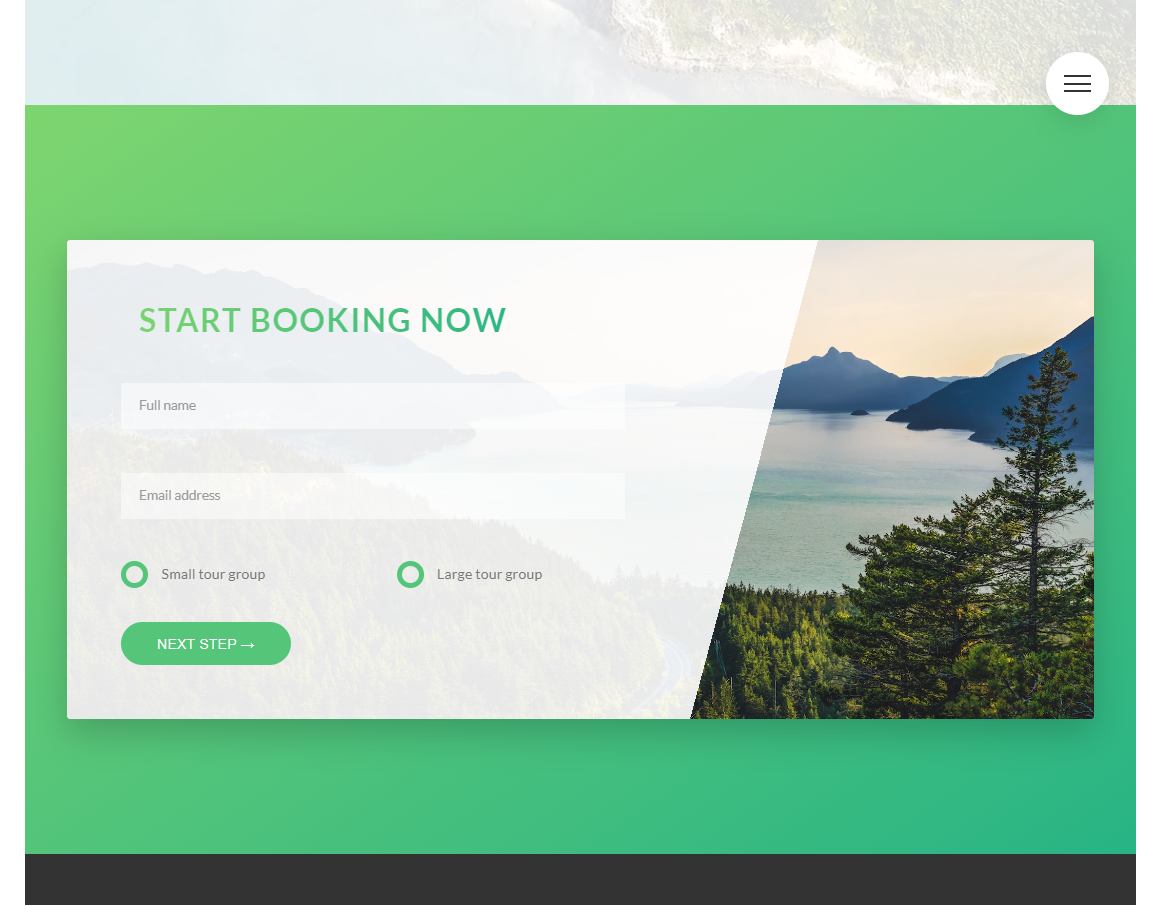 START BOOKING NOW
Full name
Email address
Small tour group
Large tour group
NEXT STEP →